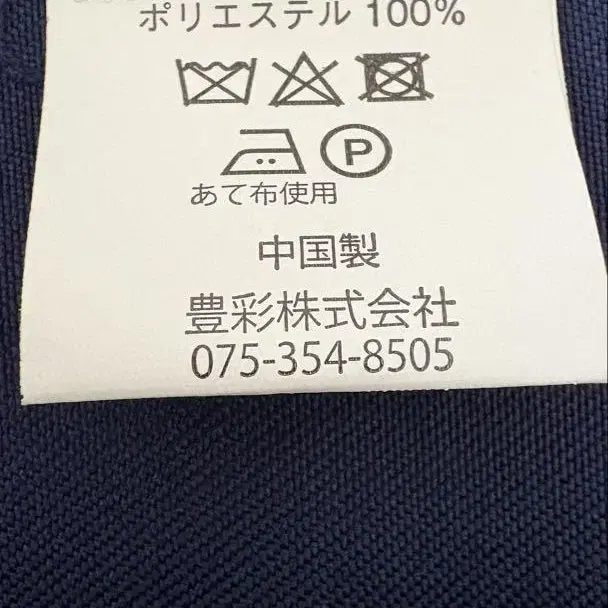 ポリエステル 100%
P
あて布使用
中国製
豊彩株式会社
075-354-8505